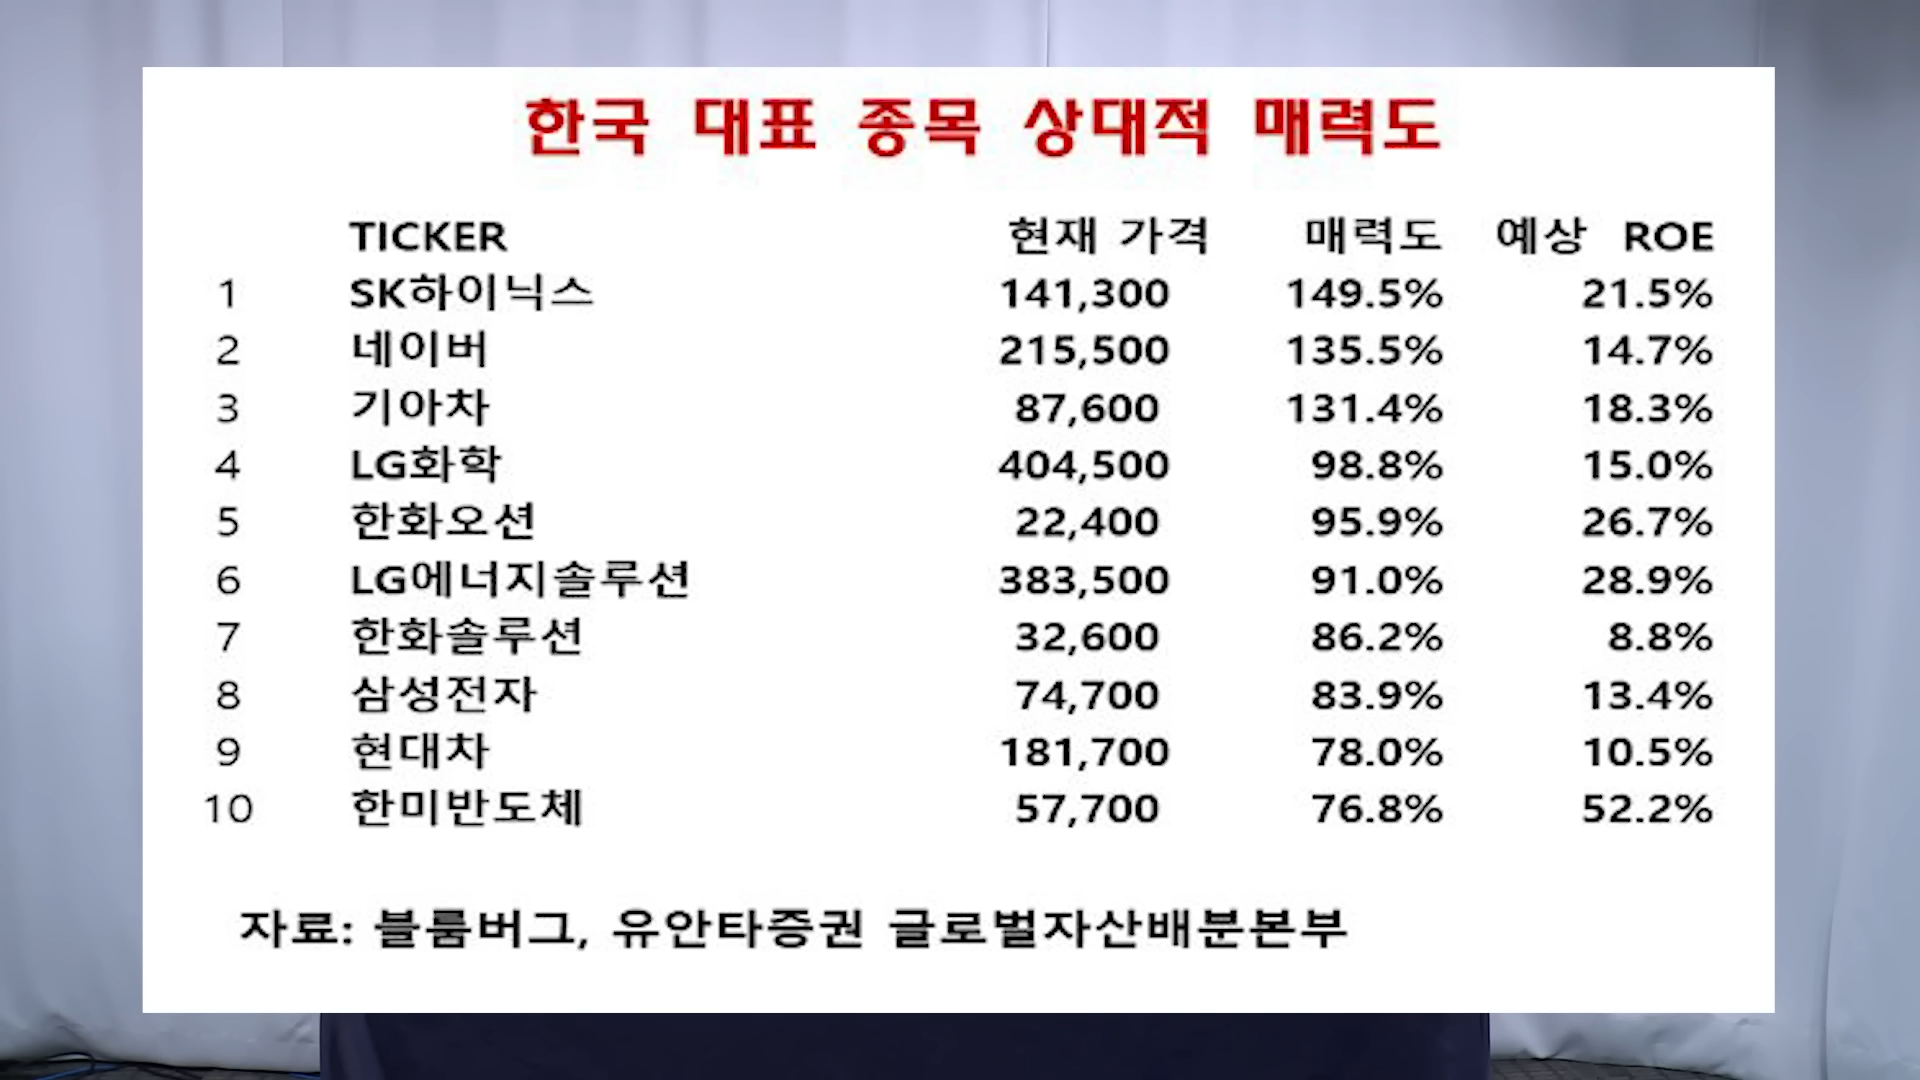 한국 대표 종목 상대적 매력도
TICKER 현재 가격 매력도 예상 ROE
1 SK하이닉스 141,300 149.5% 21.5%
2 네이버 215,500 135.5% 14.7%
3 기아차 87,600 131.4% 18.3%
4 LG화학 404,500 98.8% 15.0%
5 한화오션 22,400 95.9% 26.7%
6 LG에너지솔루션 383,500 91.0% 28.9%
7 한화솔루션 32,600 86.2% 8.8%
8 삼성전자 74,700 83.9% 13.4%
9 현대차 181,700 78.0% 10.5%
10 한미반도체 57,700 76.8% 52.2%
자료: 블룸버그, 유안타증권 글로벌자산배분본부